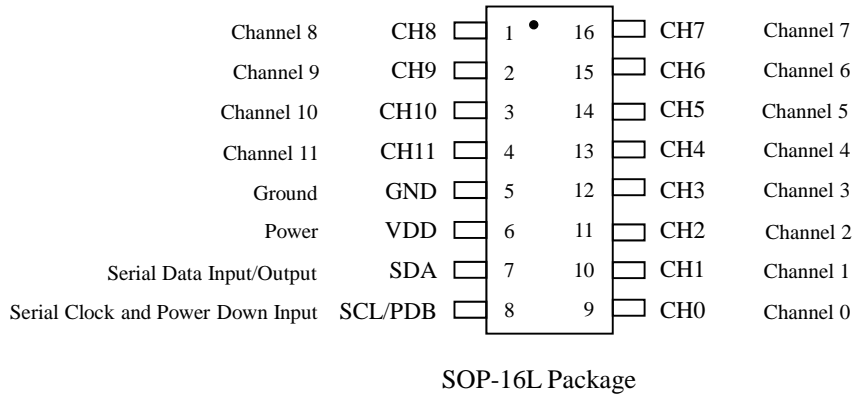 Channel 8 CH8 1 16 CH7 Channel 7
Channel 9 CH9 2 15 CH6 Channel 6
Channel 10 CH10 3 14 CH5 Channel 5
Channel 11 CH11 4 13 CH4 Channel 4
Ground GND 5 12 CH3 Channel 3
Power VDD 6 11 CH2 Channel 2
Serial Data Input/Output SDA 7 10 CH1 Channel 1
Serial Clock and Power Down Input SCL/PDB 8 9 CH0 Channel 0
SOP-16L Package